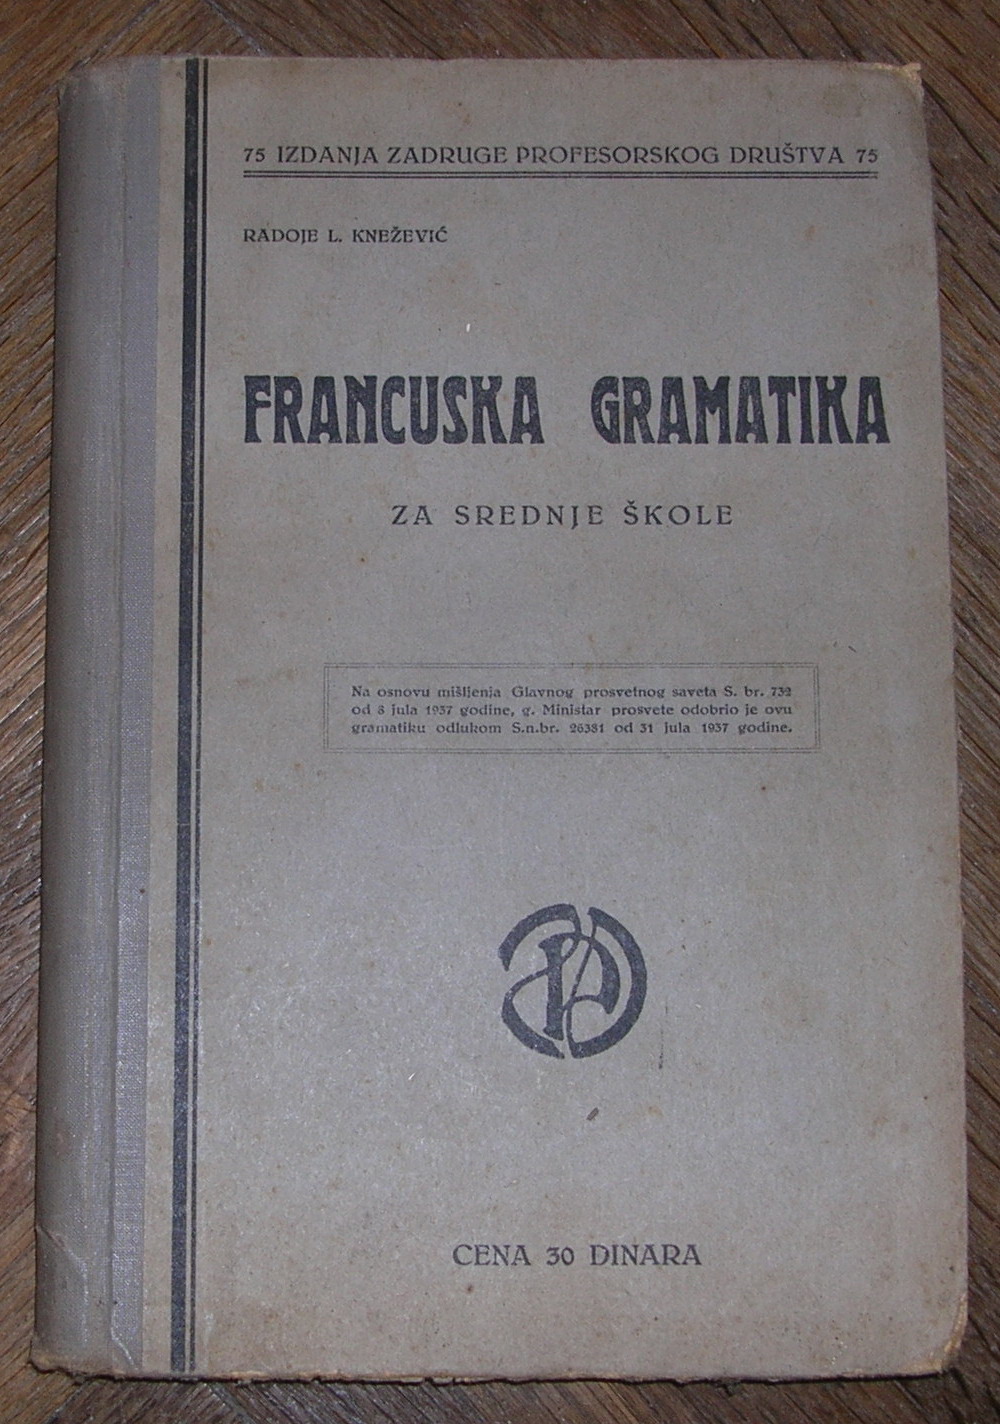 75 IZDANJA ZADRUGE PROFESORSKOG DRUŠTVA 75
RADOJE L. KNEŽEVIĆ
FRANCUSKA GRAMATIKA
ZA SREDNJE ŠKOLE
Na osnovu mišljenja Glavnog prosvetnog saveta S. br. 732
od 8 jula 1937 godine, g. Ministar prosvete odobrio je ovu
gramatiku odlukom S.n.br. 26381 od 31 jula 1937 godine.
CENA 30 DINARA